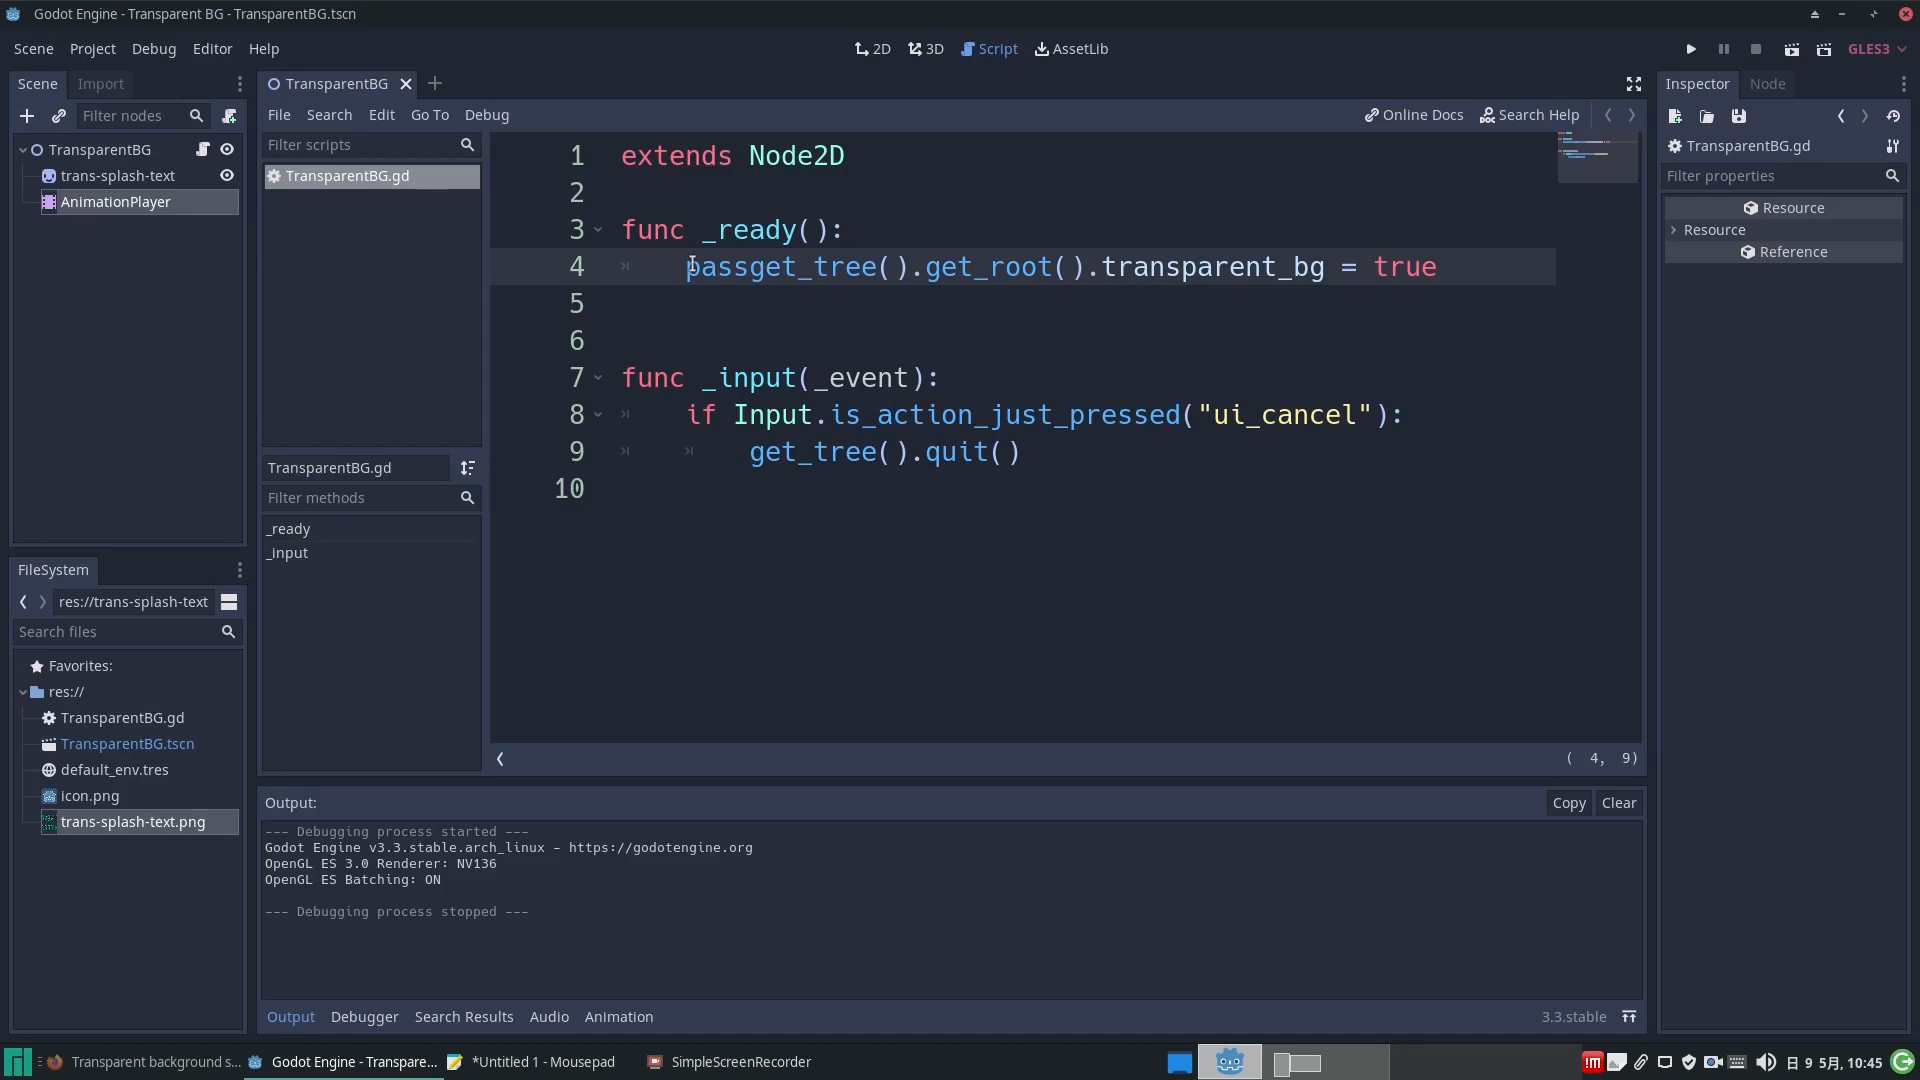 Godot Engine - Transparent BG - TransparentBG.tscn
Scene Project Debug Editor Help
2D 3D Script AssetLib
GLES3
Scene Import
Filter nodes
TransparentBG
trans-splash-text
AnimationPlayer
FileSystem
res://trans-splash-text
Search files
Favorites:
res://
TransparentBG.gd
TransparentBG.tscn
default_env.tres
icon.png
trans-splash-text.png
TransparentBG
File Search Edit Go To Debug
Online Docs Search Help
Filter scripts
TransparentBG.gd
TransparentBG.gd
Filter methods
_ready
_input
1 extends Node2D
2
3 func _ready():
4 passget_tree().get_root().transparent_bg = true
5
6
7 func _input(_event):
8 if Input.is_action_just_pressed("ui_cancel"):
9 get_tree().quit()
10
( 4, 9)
Output:
Copy Clear
--- Debugging process started ---
Godot Engine v3.3.stable.arch_linux - https://godotengine.org
OpenGL ES 3.0 Renderer: NV136
OpenGL ES Batching: ON
--- Debugging process stopped ---
Output Debugger Search Results Audio Animation
3.3.stable
Inspector Node
TransparentBG.gd
Filter properties
Resource
Resource
Reference
Transparent background s... Godot Engine - Transpare... *Untitled 1 - Mousepad SimpleScreenRecorder
!m
日 9 5月, 10:45